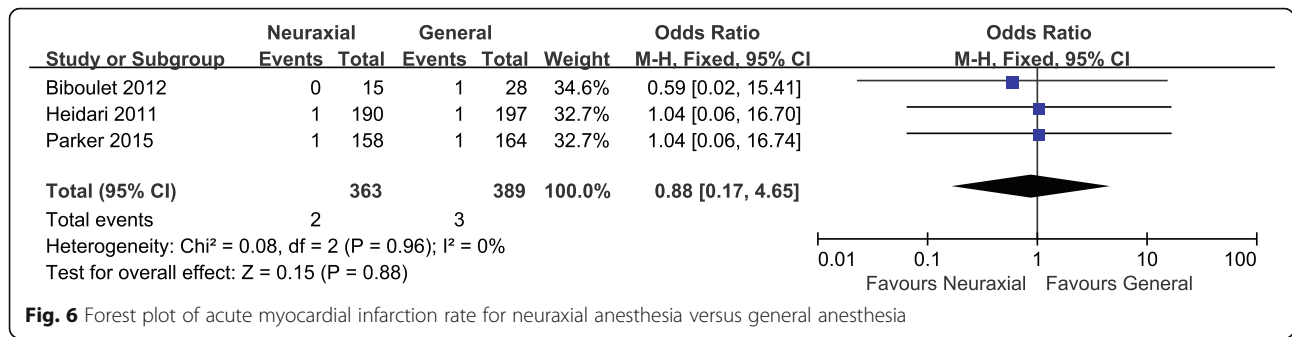 Neuraxial General Odds Ratio Odds Ratio
Study or Subgroup Events Total Events Total Weight M-H, Fixed, 95% CI M-H, Fixed, 95% CI
Biboulet 2012 0 15 1 28 34.6% 0.59 [0.02, 15.41]
Heidari 2011 1 190 1 197 32.7% 1.04 [0.06, 16.70]
Parker 2015 1 158 1 164 32.7% 1.04 [0.06, 16.74]
Total (95% CI) 363 389 100.0% 0.88 [0.17, 4.65]
Total events 2 3
Heterogeneity: Chi² = 0.08, df = 2 (P = 0.96); I² = 0%
Test for overall effect: Z = 0.15 (P = 0.88)
0.01 0.1 1 10 100
Favours Neuraxial Favours General
Fig. 6 Forest plot of acute myocardial infarction rate for neuraxial anesthesia versus general anesthesia